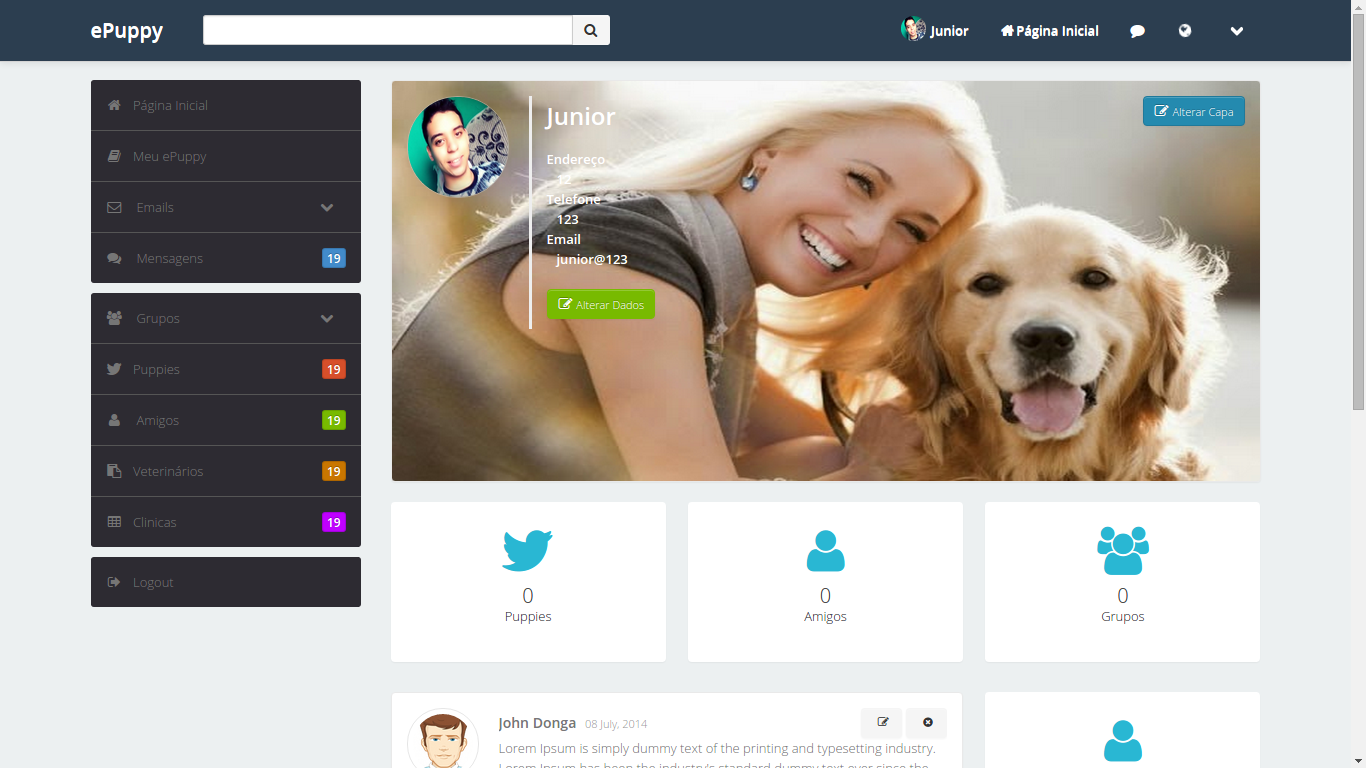 ePuppy
Junior
Página Inicial
Página Inicial
Meu ePuppy
Emails
Mensagens 19
Grupos
Puppies 19
Amigos 19
Veterinários 19
Clinicas 19
Logout
Junior
Endereço
12
Telefone
123
Email
junior@123
Alterar Dados
Alterar Capa
0
Puppies
0
Amigos
0
Grupos
John Donga 08 July, 2014
Lorem Ipsum is simply dummy text of the printing and typesetting industry.
Lorem Ipsum has been the industry's standard dummy text ever since the